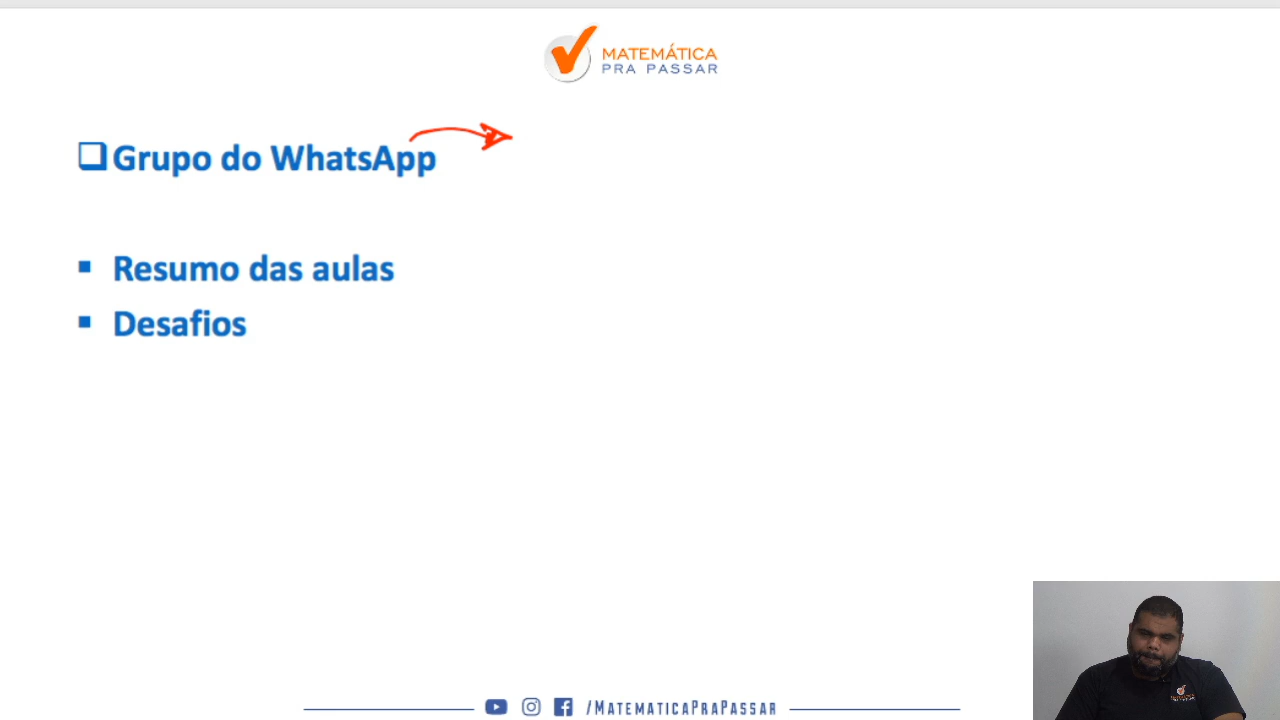 MATEMÁTICA
PRA PASSAR
Grupo do WhatsApp
Resumo das aulas
Desafios
/MATEMATICAPRAPASSAR